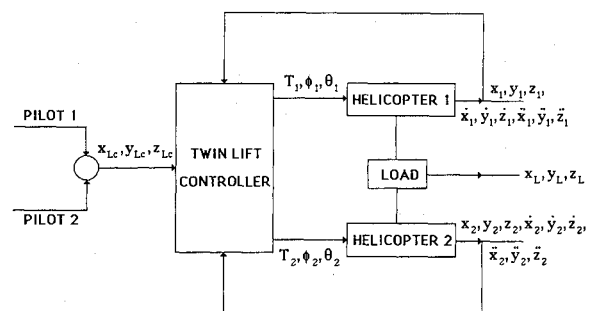 T₁,ϕ₁,θ₁
HELICOPTER 1
x₁,y₁,z₁,
ẋ₁,ẏ₁,ż₁,ẍ₁,ÿ₁,z̈₁
PILOT 1
x_Lc,y_Lc,z_Lc
TWIN LIFT
CONTROLLER
LOAD
x_L,y_L,z_L
PILOT 2
T₂,ϕ₂,θ₂
HELICOPTER 2
x₂,y₂,z₂,ẋ₂,ẏ₂,ż₂,
ẍ₂,ÿ₂,z̈₂